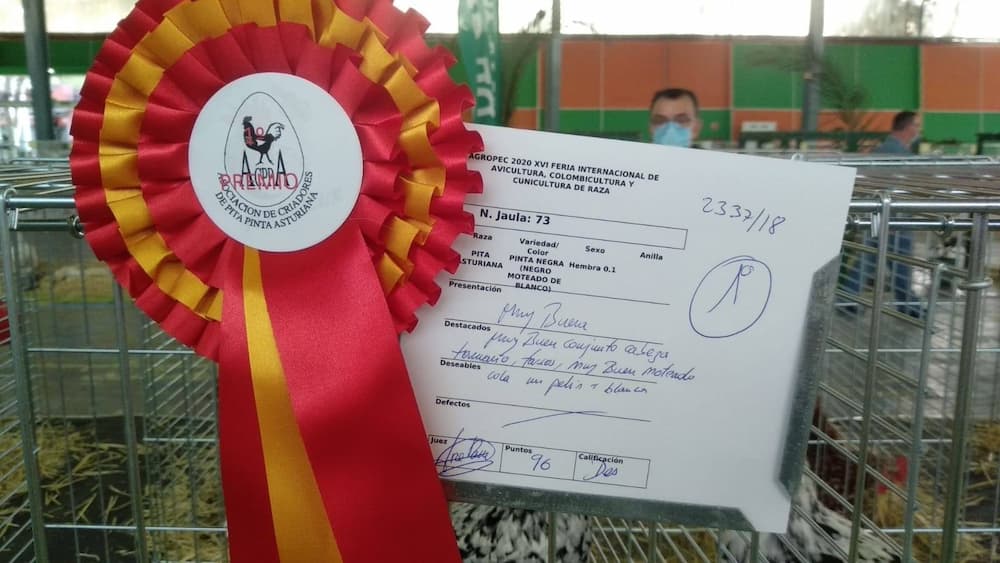 1º
ACPPA
PREMIO
ASOCIACION DE CRIADORES
DE PITA PINTA ASTURIANA
AGROPEC 2020 XVI FERIA INTERNACIONAL DE
AVICULTURA, COLOMBICULTURA Y
CUNICULTURA DE RAZA
2337/18
N. Jaula: 73
Raza Variedad/ Color Sexo Anilla
PITA ASTURIANA PINTA NEGRA (NEGRO MOTEADO DE BLANCO) Hembra 0.1
1º
Presentación
Muy Buena
Destacados
Muy Buen conjunto cabeza
tamaño, tarsos, Muy Buen moteado
Deseables
cola un pelín + blanca
Defectos
Juez Puntos Calificación
96 Des